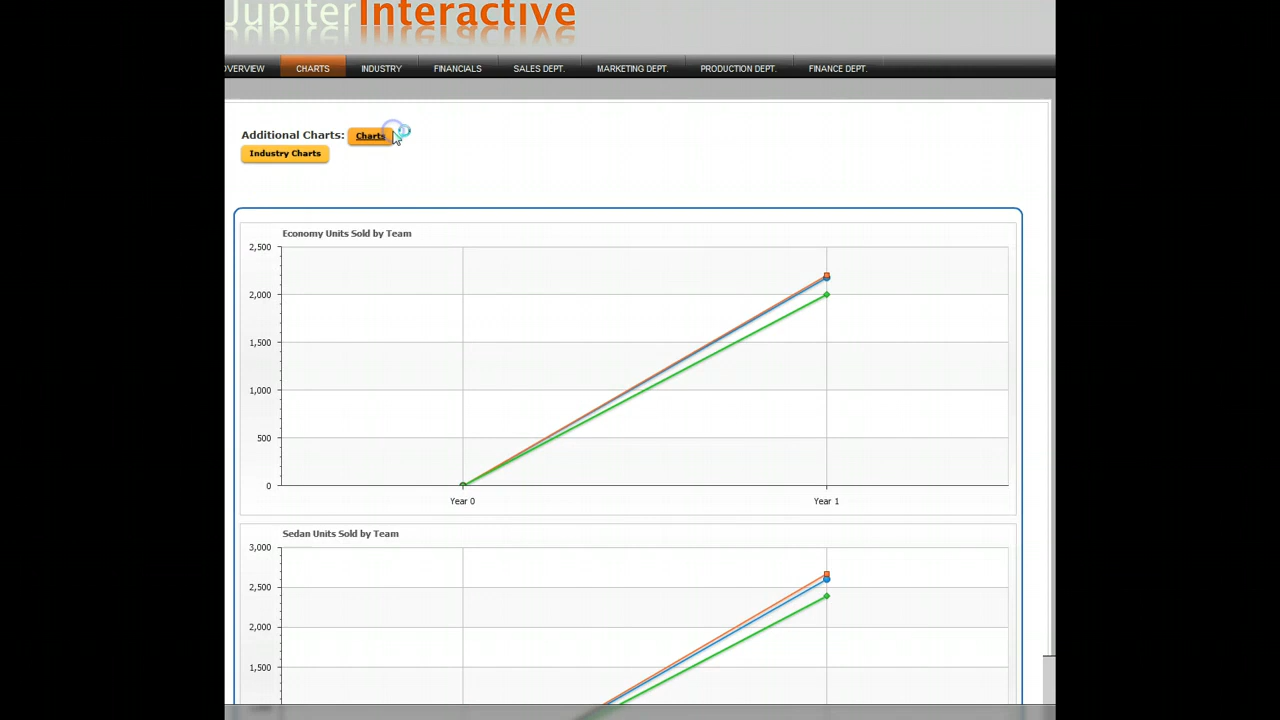 JupiterInteractive
OVERVIEW CHARTS INDUSTRY FINANCIALS SALES DEPT. MARKETING DEPT. PRODUCTION DEPT. FINANCE DEPT.
Additional Charts: Charts
Industry Charts
Economy Units Sold by Team
2,500
2,000
1,500
1,000
500
0
Year 0 Year 1
Sedan Units Sold by Team
3,000
2,500
2,000
1,500